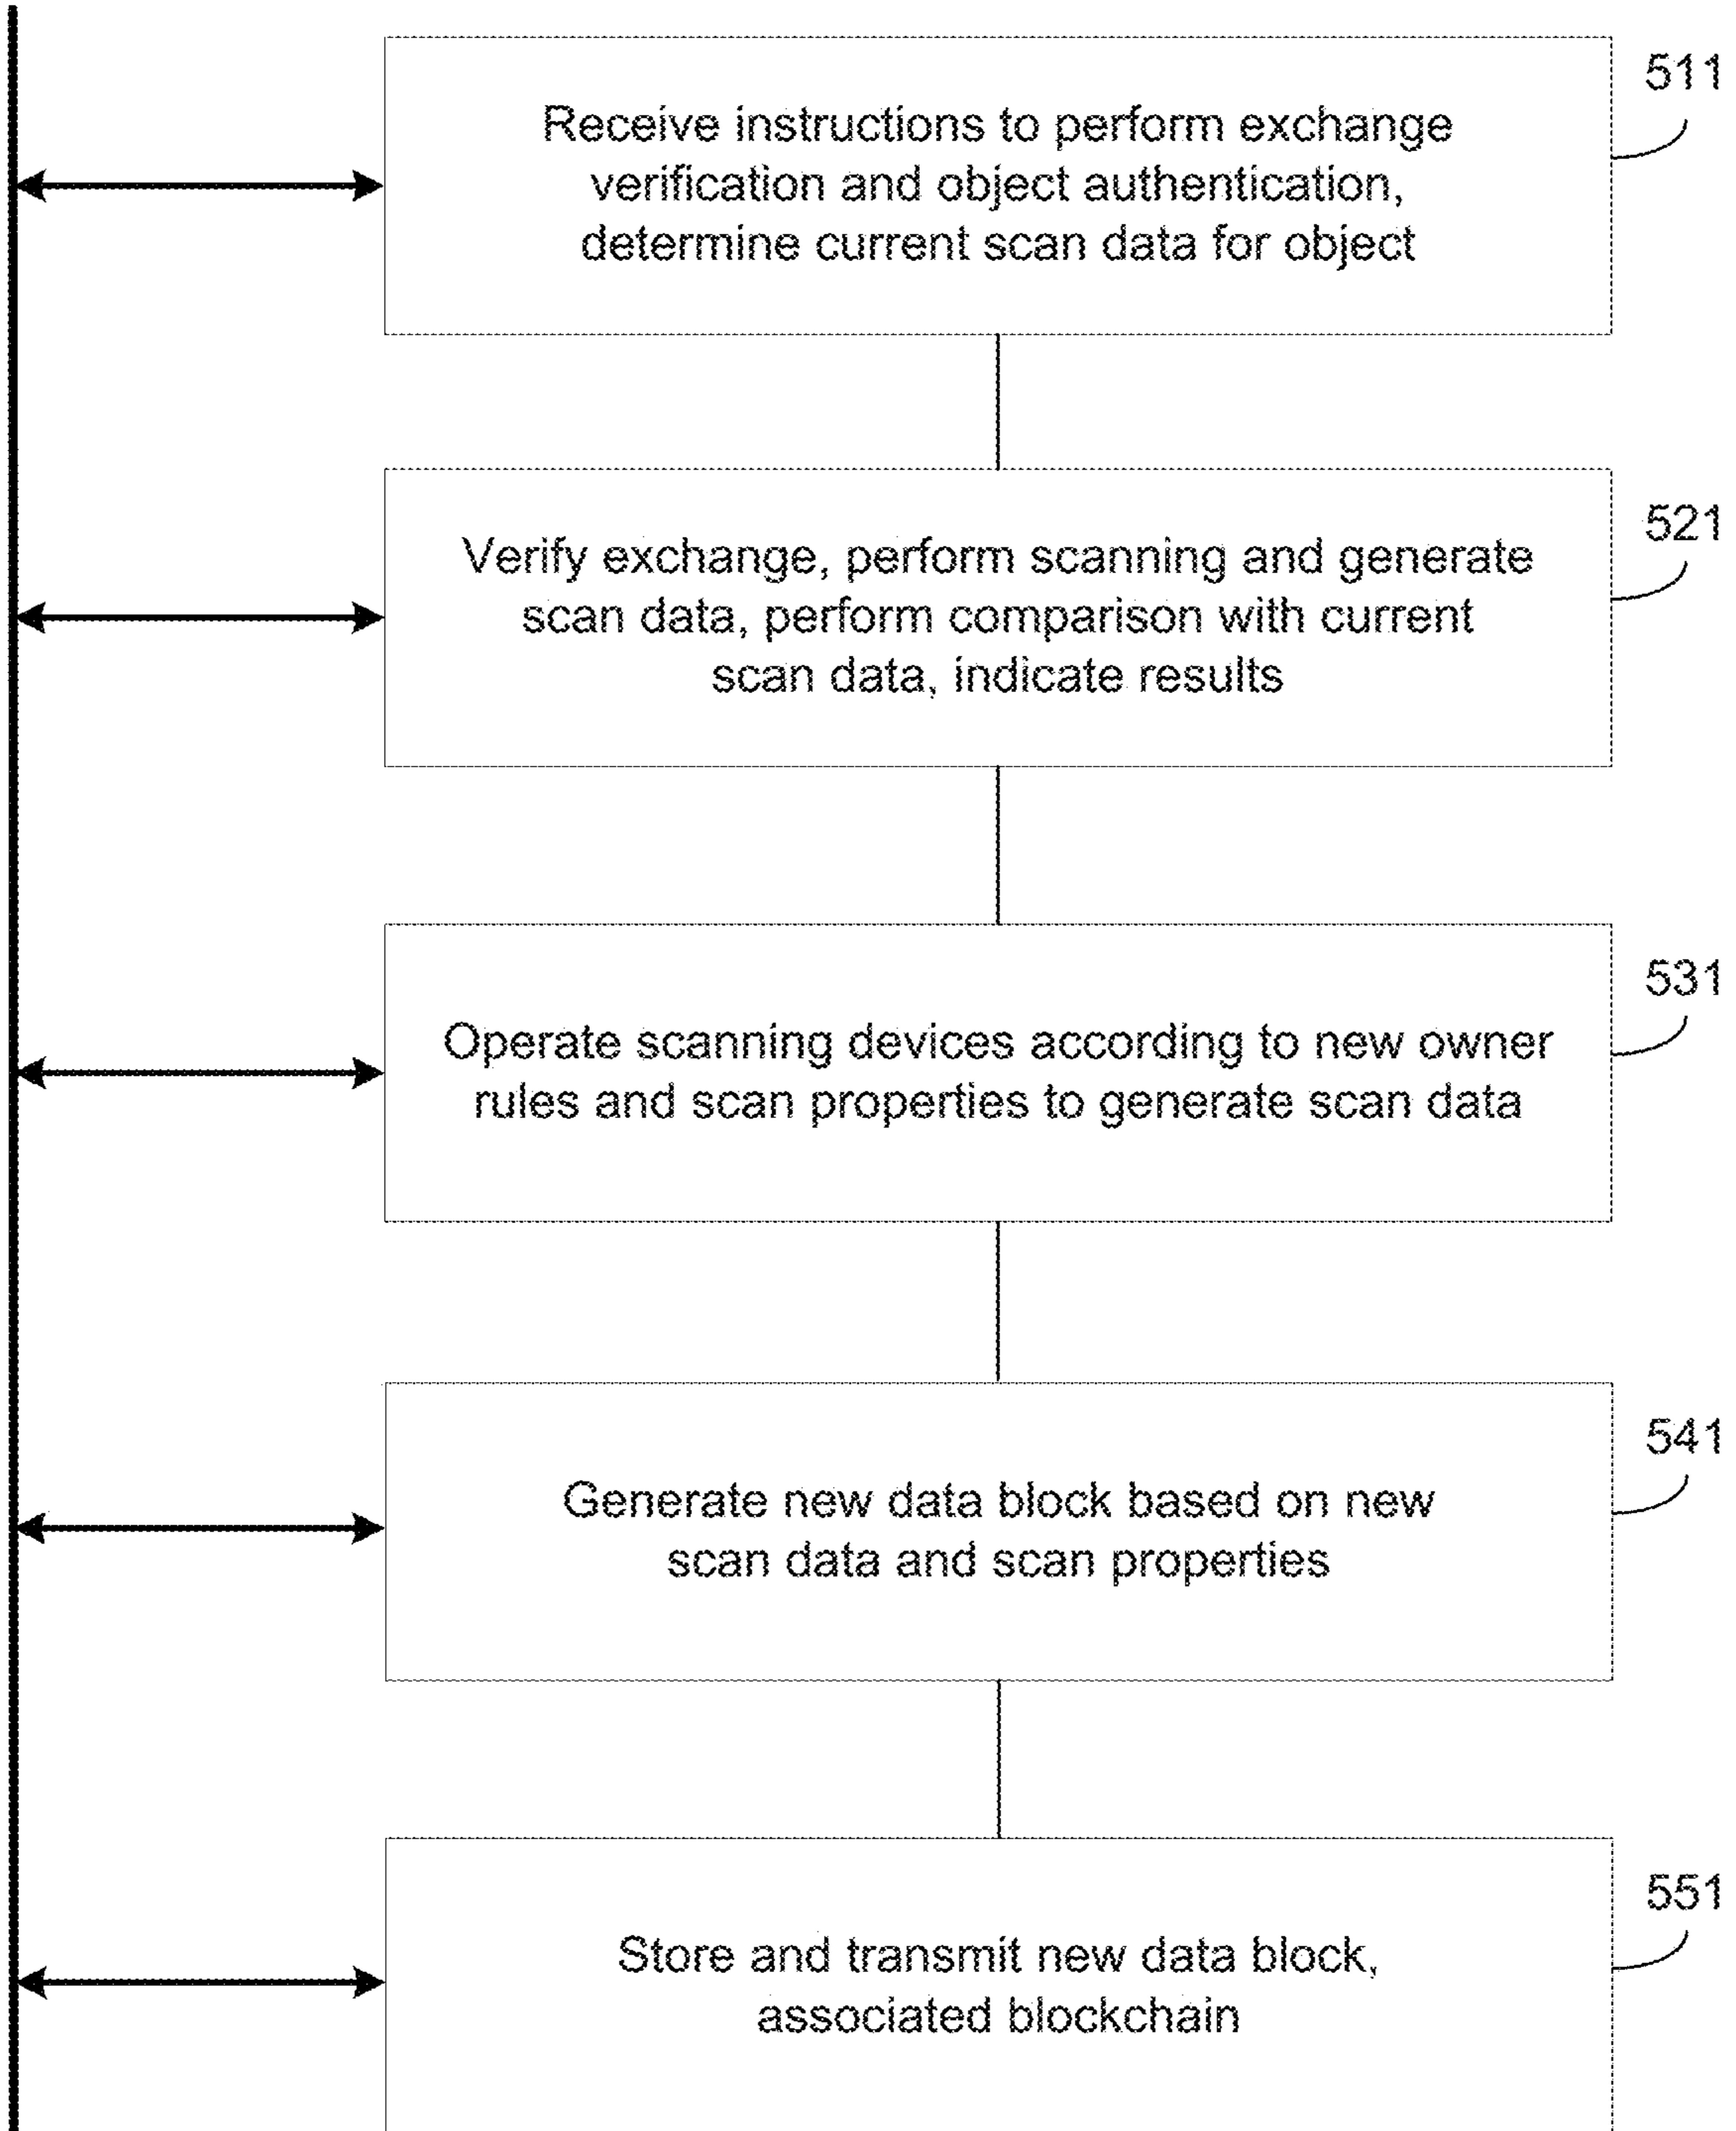 511
Receive instructions to perform exchange
verification and object authentication,
determine current scan data for object
521
Verify exchange, perform scanning and generate
scan data, perform comparison with current
scan data, indicate results
531
Operate scanning devices according to new owner
rules and scan properties to generate scan data
541
Generate new data block based on new
scan data and scan properties
551
Store and transmit new data block,
associated blockchain